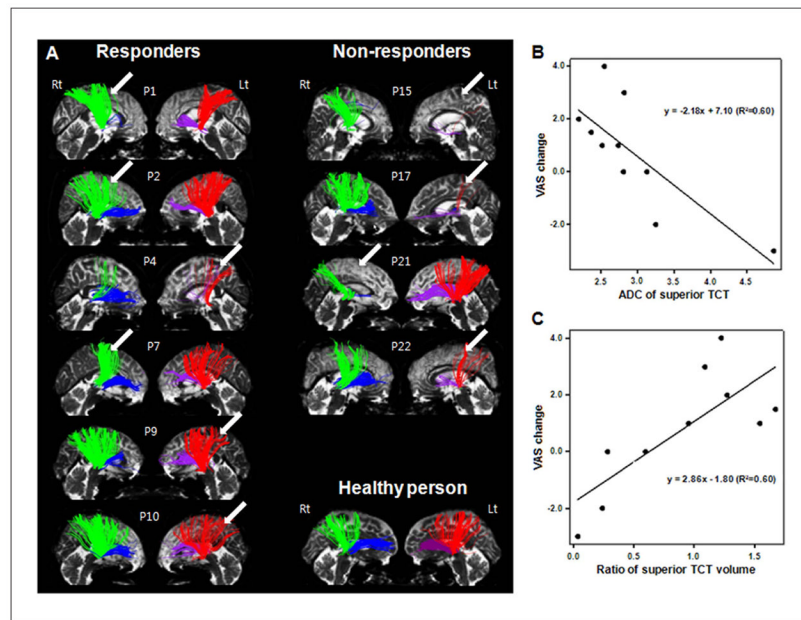 A Responders Non-responders
Rt P1 Lt P15
P2 P17
P4 P21
P7 P22
P9
P10
Healthy person
Rt Lt
B
4.0
2.0
0.0
-2.0
VAS change
y = -2.18x + 7.10 (R²=0.60)
2.5 3.0 3.5 4.0 4.5
ADC of superior TCT
C
4.0
2.0
0.0
-2.0
VAS change
y = 2.86x - 1.80 (R²=0.60)
0.0 0.5 1.0 1.5
Ratio of superior TCT volume